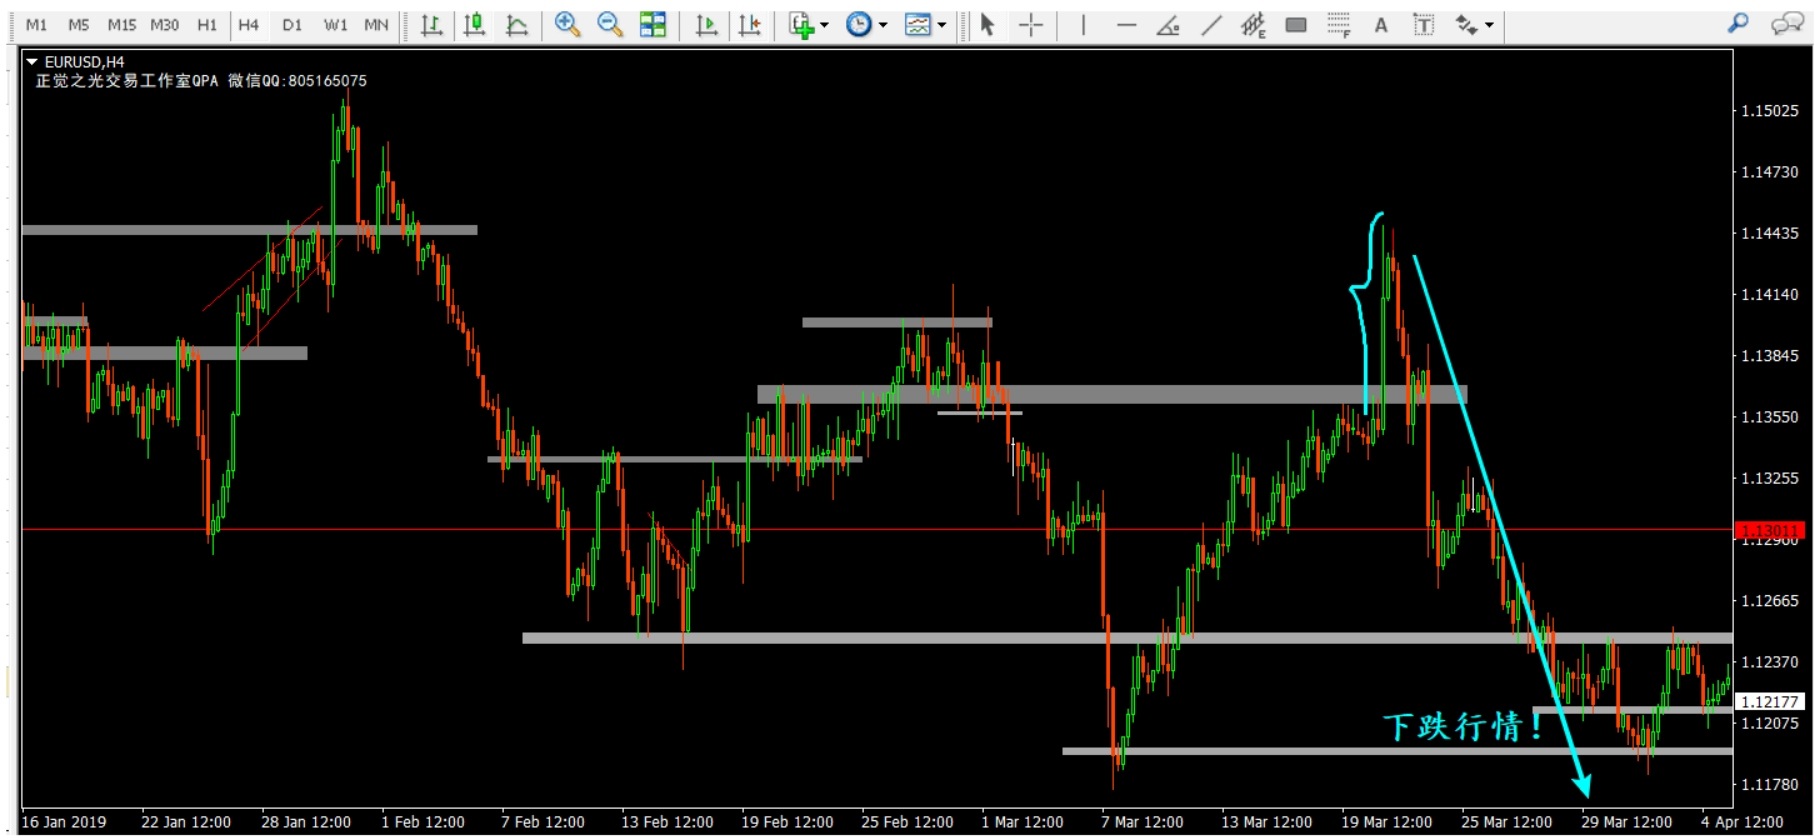 M1 M5 M15 M30 H1 H4 D1 W1 MN E F A T
EURUSD,H4
正觉之光交易工作室QPA 微信QQ:805165075
1.15025
1.14730
1.14435
1.14140
1.13845
1.13550
1.13255
1.13011
1.12960
1.12665
1.12370
1.12177
1.12075
1.11780
下跌行情!
16 Jan 2019 22 Jan 12:00 28 Jan 12:00 1 Feb 12:00 7 Feb 12:00 13 Feb 12:00 19 Feb 12:00 25 Feb 12:00 1 Mar 12:00 7 Mar 12:00 13 Mar 12:00 19 Mar 12:00 25 Mar 12:00 29 Mar 12:00 4 Apr 12:00